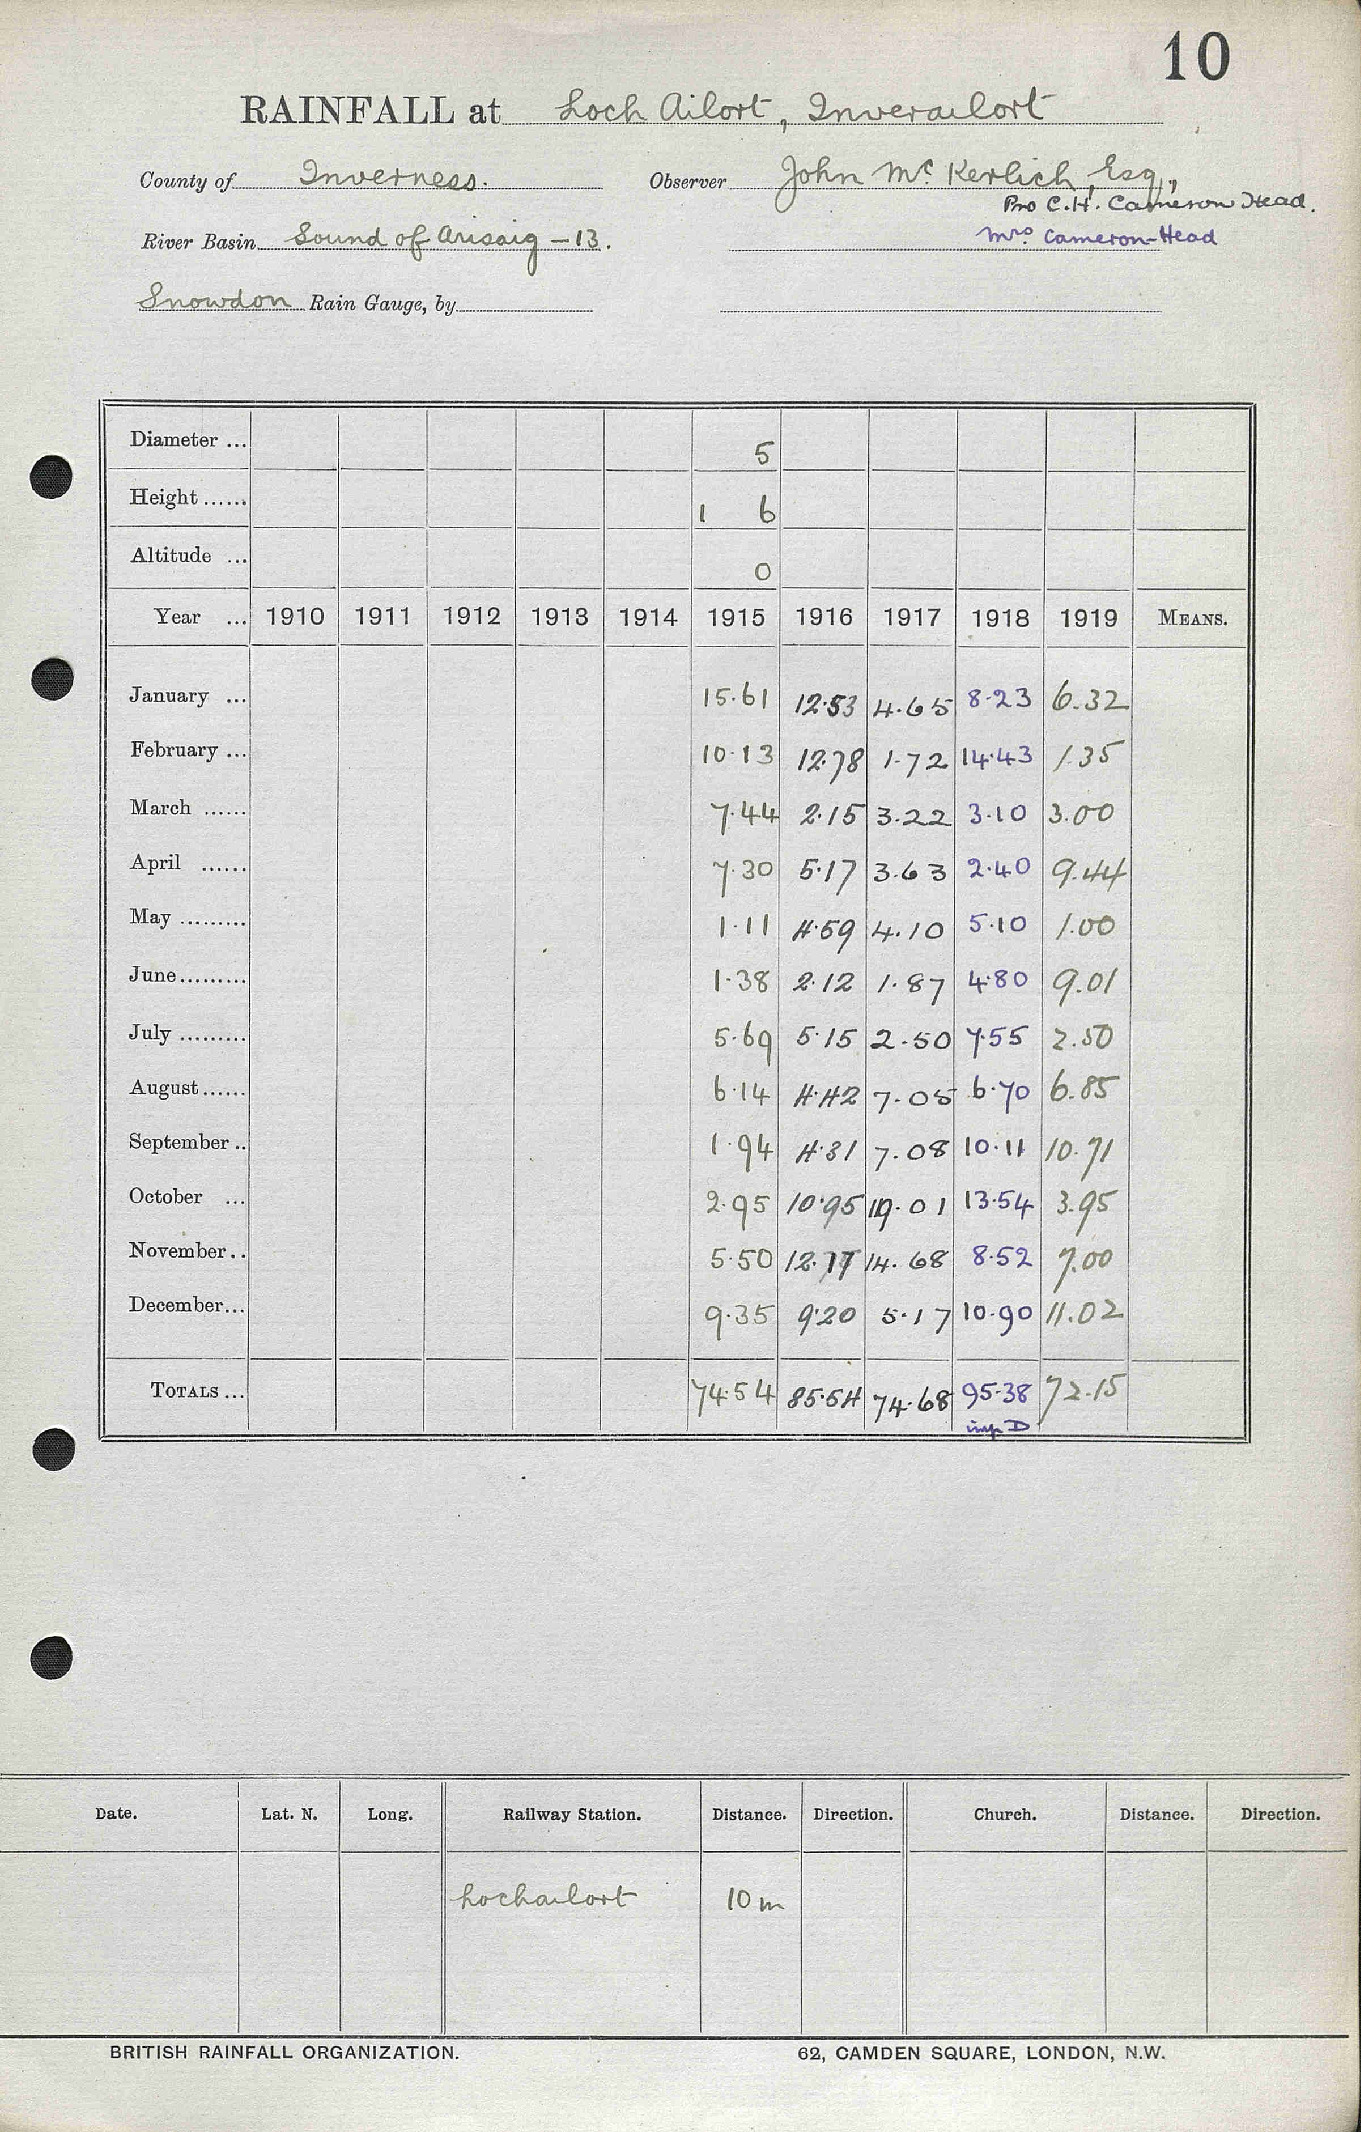 10
RAINFALL at Loch Ailort, Inverailort
County of Inverness. Observer John Mc Kerlich, Esq.,
Pro C.H. Cameron Head.
River Basin Sound of Arisaig – 13. Mrs Cameron-Head
Snowdon Rain Gauge, by
Diameter ... 5
Height ...... 1 6
Altitude ... 0
Year ... 1910 1911 1912 1913 1914 1915 1916 1917 1918 1919 MEANS.
January ... 15.61 12.53 4.65 8.23 6.32
February ... 10.13 12.78 1.72 14.43 1.35
March ...... 7.44 2.15 3.22 3.10 3.00
April ...... 7.30 5.17 3.63 2.40 9.44
May ......... 1.11 4.59 4.10 5.10 1.00
June......... 1.38 2.12 1.87 4.80 9.01
July ......... 5.69 5.15 2.50 7.55 2.50
August...... 6.14 4.42 7.05 6.70 6.85
September .. 1.94 4.31 7.08 10.11 10.71
October ... 2.95 10.95 19.01 13.54 3.95
November.. 5.50 12.17 14.68 8.52 7.00
December... 9.35 9.20 5.17 10.90 11.02
TOTALS ... 74.54 85.54 74.68 95.38 72.15
imp D
Date. Lat. N. Long. Railway Station. Distance. Direction. Church. Distance. Direction.
Lochailort 10 m
BRITISH RAINFALL ORGANIZATION. 62, CAMDEN SQUARE, LONDON, N.W.